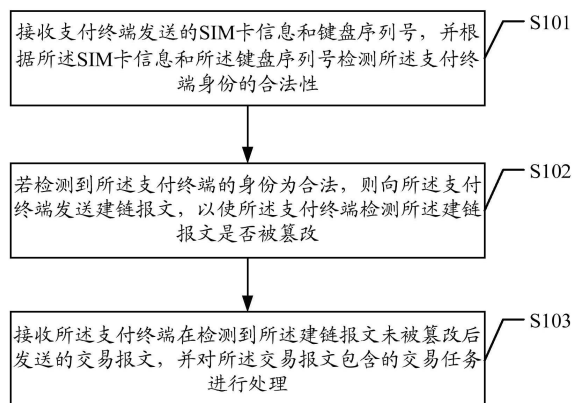 接收支付终端发送的SIM卡信息和键盘序列号，并根
据所述SIM卡信息和所述键盘序列号检测所述支付终
端身份的合法性
S101
若检测到所述支付终端的身份为合法，则向所述支付
终端发送建链报文，以使所述支付终端检测所述建链
报文是否被篡改
S102
接收所述支付终端在检测到所述建链报文未被篡改后
发送的交易报文，并对所述交易报文包含的交易任务
进行处理
S103